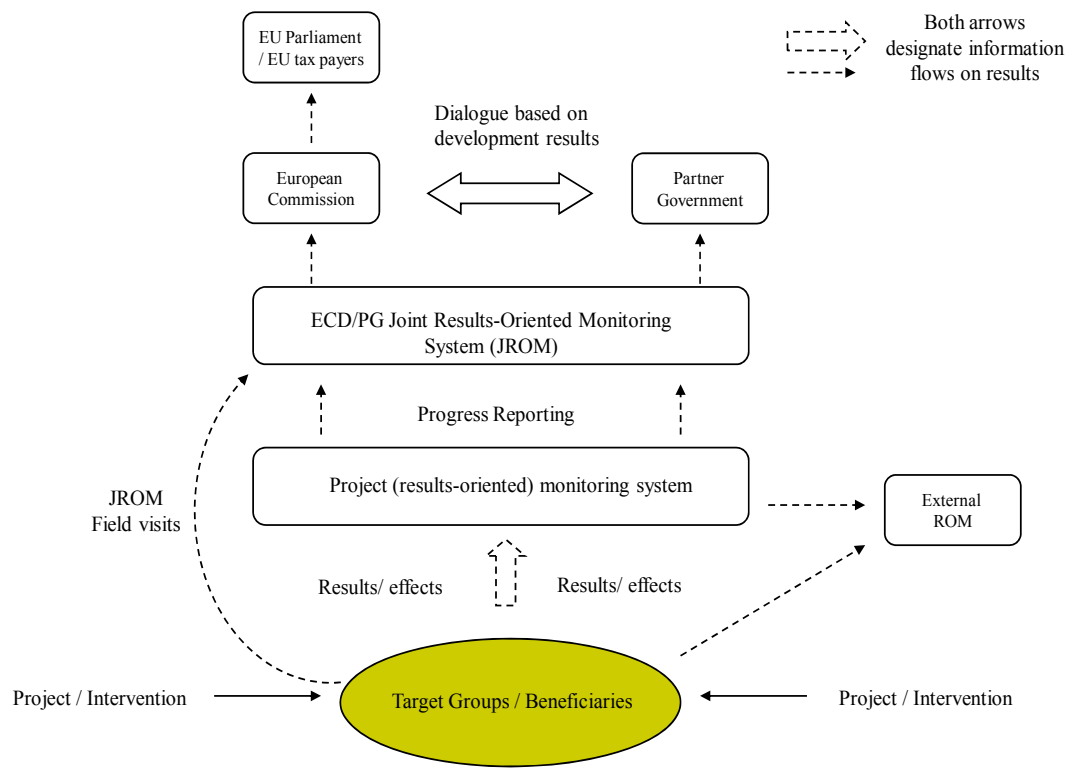 EU Parliament
/ EU tax payers
Both arrows
designate information
flows on results
Dialogue based on
development results
European
Commission
Partner
Government
ECD/PG Joint Results-Oriented Monitoring
System (JROM)
Progress Reporting
Project (results-oriented) monitoring system
JROM
Field visits
External
ROM
Results/ effects
Results/ effects
Project / Intervention
Target Groups / Beneficiaries
Project / Intervention